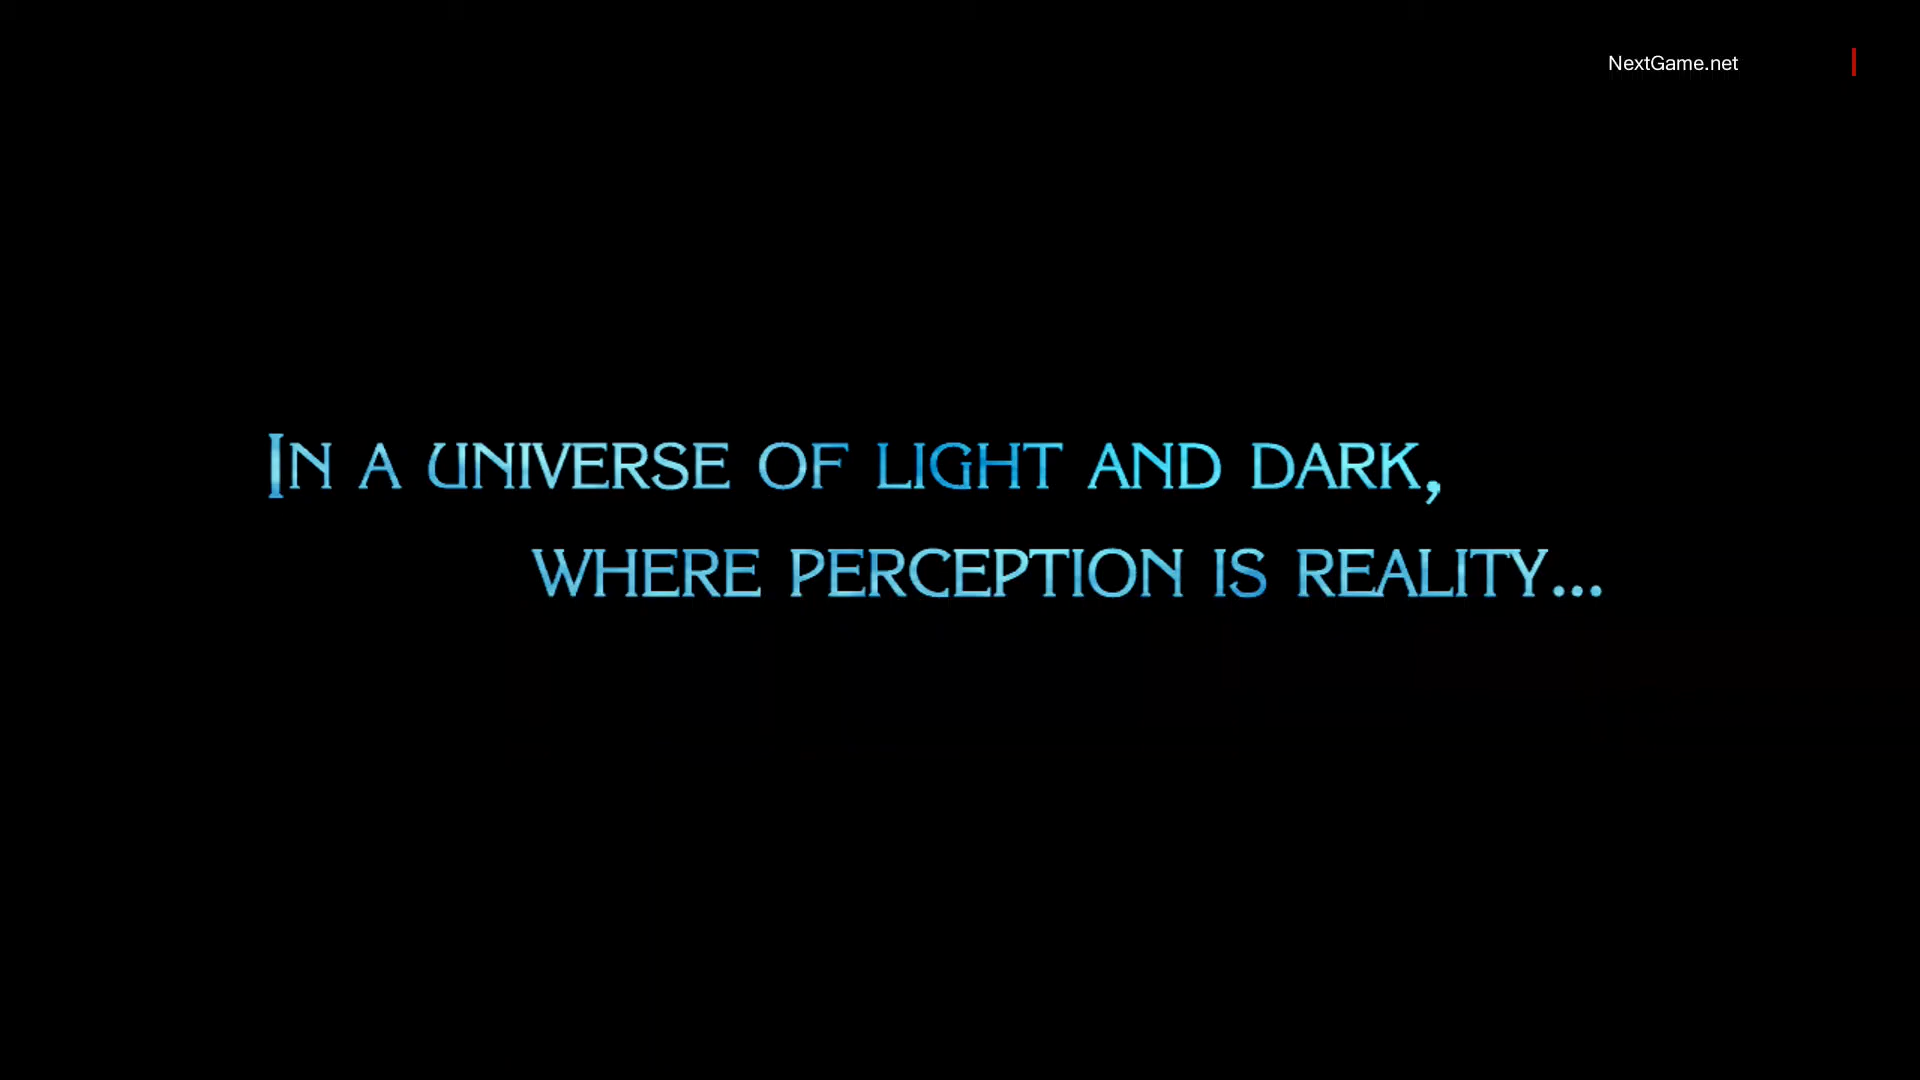 NextGame.net
In a universe of light and dark,
where perception is reality...